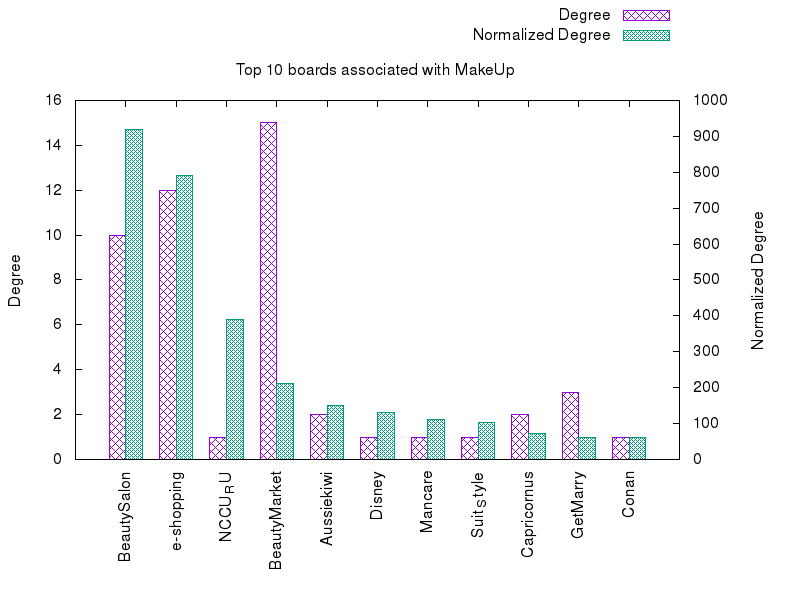 Degree
Normalized Degree
Top 10 boards associated with MakeUp
16
14
12
10
8
6
4
2
0
Degree
1000
900
800
700
600
500
400
300
200
100
0
Normalized Degree
BeautySalon
e-shopping
NCCURU
BeautyMarket
Aussiekiwi
Disney
Mancare
SuitStyle
Capricornus
GetMarry
Conan